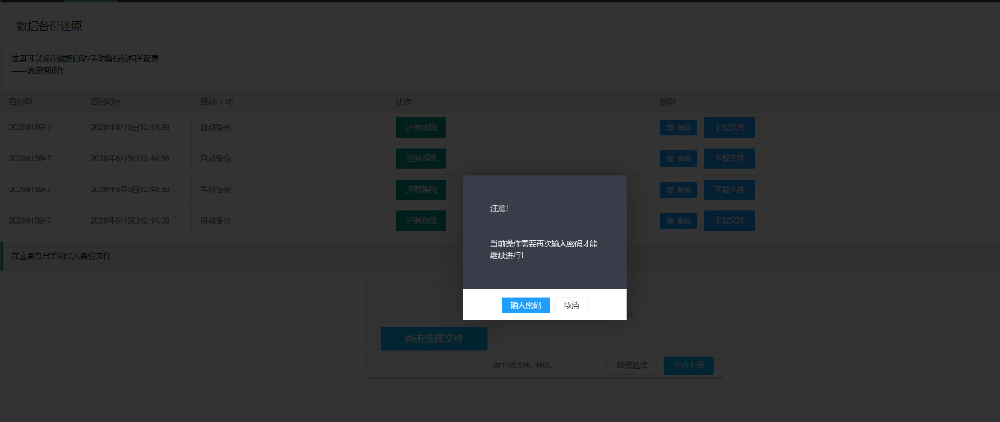 数据备份还原
这里可以设定数据自动/手动备份的相关配置
——请谨慎操作
备份ID 备份时间 自动/手动 还原 删除
2020815947 2020年8月6日12:44:39 自动备份 还原系统 删除 下载文件
2020815947 2020年8月6日12:44:39 自动备份 还原系统 删除 下载文件
2020815947 2020年8月6日12:44:39 手动备份 还原系统 删除 下载文件
2020815947 2020年8月6日12:44:39 自动备份 还原系统 删除 下载文件
注意!
当前操作需要再次输入密码才能
继续进行!
输入密码 取消
在这里自己手动导入备份文件
点击选择文件
选中0张文件，共0B。 继续选择 开始上传